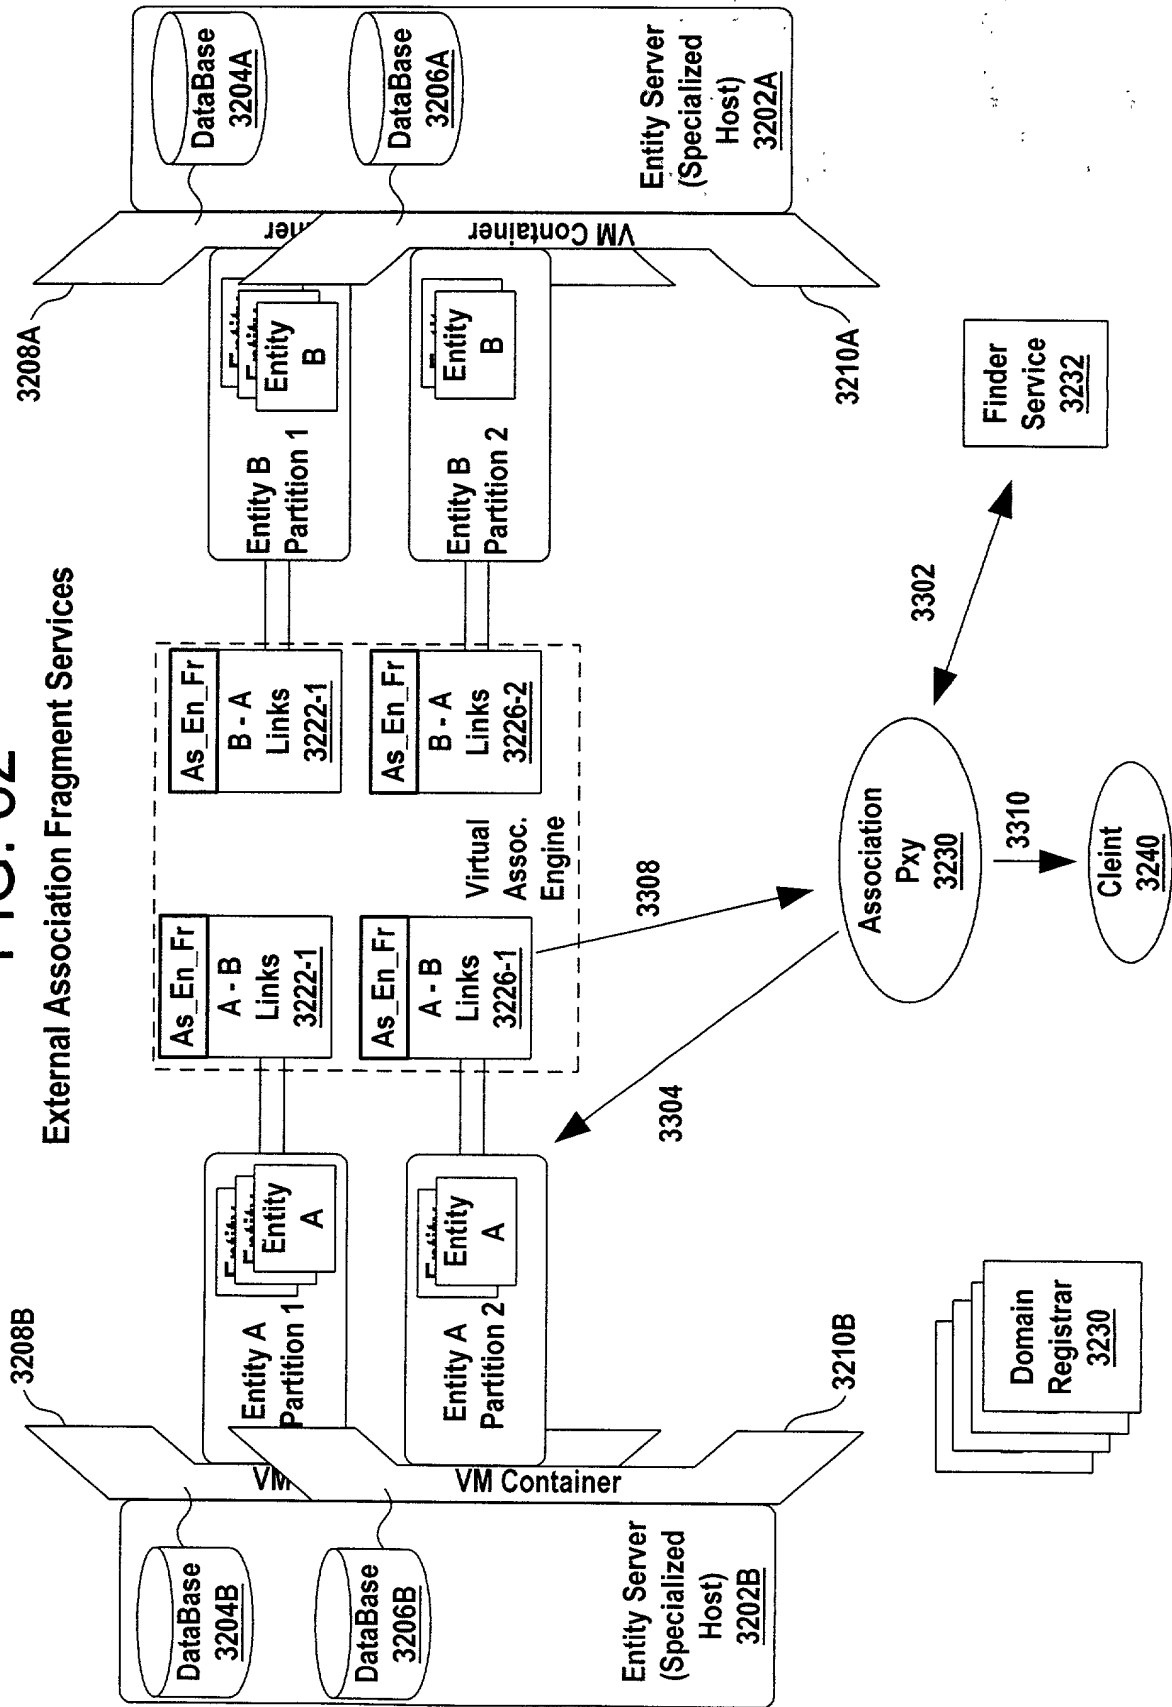 FIG. 32
External Association Fragment Services
3208B
3208A
DataBase
3204B
DataBase
3206B
Entity Server
(Specialized
Host)
3202B
VM
VM Container
3210B
Entity A
Partition 1
Entity
A
Entity A
Partition 2
Entity
A
As_En_Fr
A - B
Links
3222-1
As_En_Fr
A - B
Links
3226-1
Virtual
Assoc.
Engine
As_En_Fr
B - A
Links
3222-1
As_En_Fr
B - A
Links
3226-2
Entity B
Partition 1
Entity
B
Entity B
Partition 2
Entity
B
iner
VM Container
3210A
DataBase
3204A
DataBase
3206A
Entity Server
(Specialized
Host)
3202A
3304
3308
3302
Domain
Registrar
3230
Association
Pxy
3230
3310
Cleint
3240
Finder
Service
3232